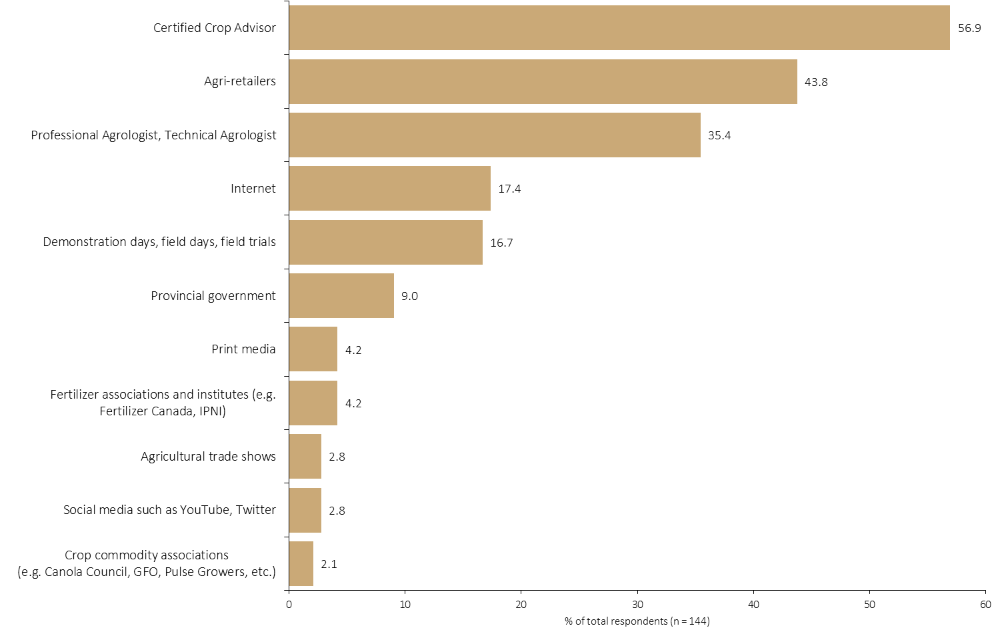 Certified Crop Advisor
56.9
Agri-retailers
43.8
Professional Agrologist, Technical Agrologist
35.4
Internet
17.4
Demonstration days, field days, field trials
16.7
Provincial government
9.0
Print media
4.2
Fertilizer associations and institutes (e.g.
Fertilizer Canada, IPNI)
4.2
Agricultural trade shows
2.8
Social media such as YouTube, Twitter
2.8
Crop commodity associations
(e.g. Canola Council, GFO, Pulse Growers, etc.)
2.1
0 10 20 30 40 50 60
% of total respondents (n = 144)